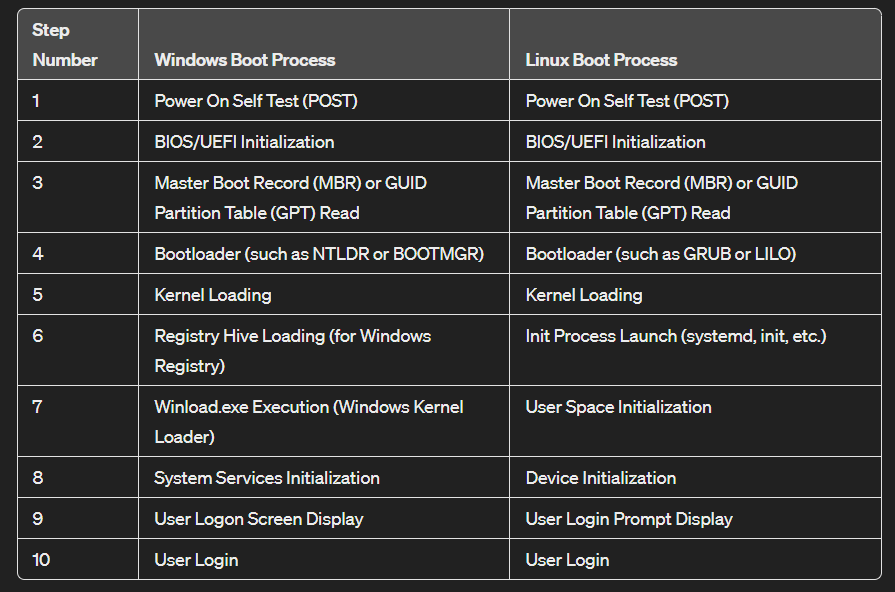 Step
Number
Windows Boot Process
Linux Boot Process
1
Power On Self Test (POST)
Power On Self Test (POST)
2
BIOS/UEFI Initialization
BIOS/UEFI Initialization
3
Master Boot Record (MBR) or GUID
Partition Table (GPT) Read
Master Boot Record (MBR) or GUID
Partition Table (GPT) Read
4
Bootloader (such as NTLDR or BOOTMGR)
Bootloader (such as GRUB or LILO)
5
Kernel Loading
Kernel Loading
6
Registry Hive Loading (for Windows
Registry)
Init Process Launch (systemd, init, etc.)
7
Winload.exe Execution (Windows Kernel
Loader)
User Space Initialization
8
System Services Initialization
Device Initialization
9
User Logon Screen Display
User Login Prompt Display
10
User Login
User Login